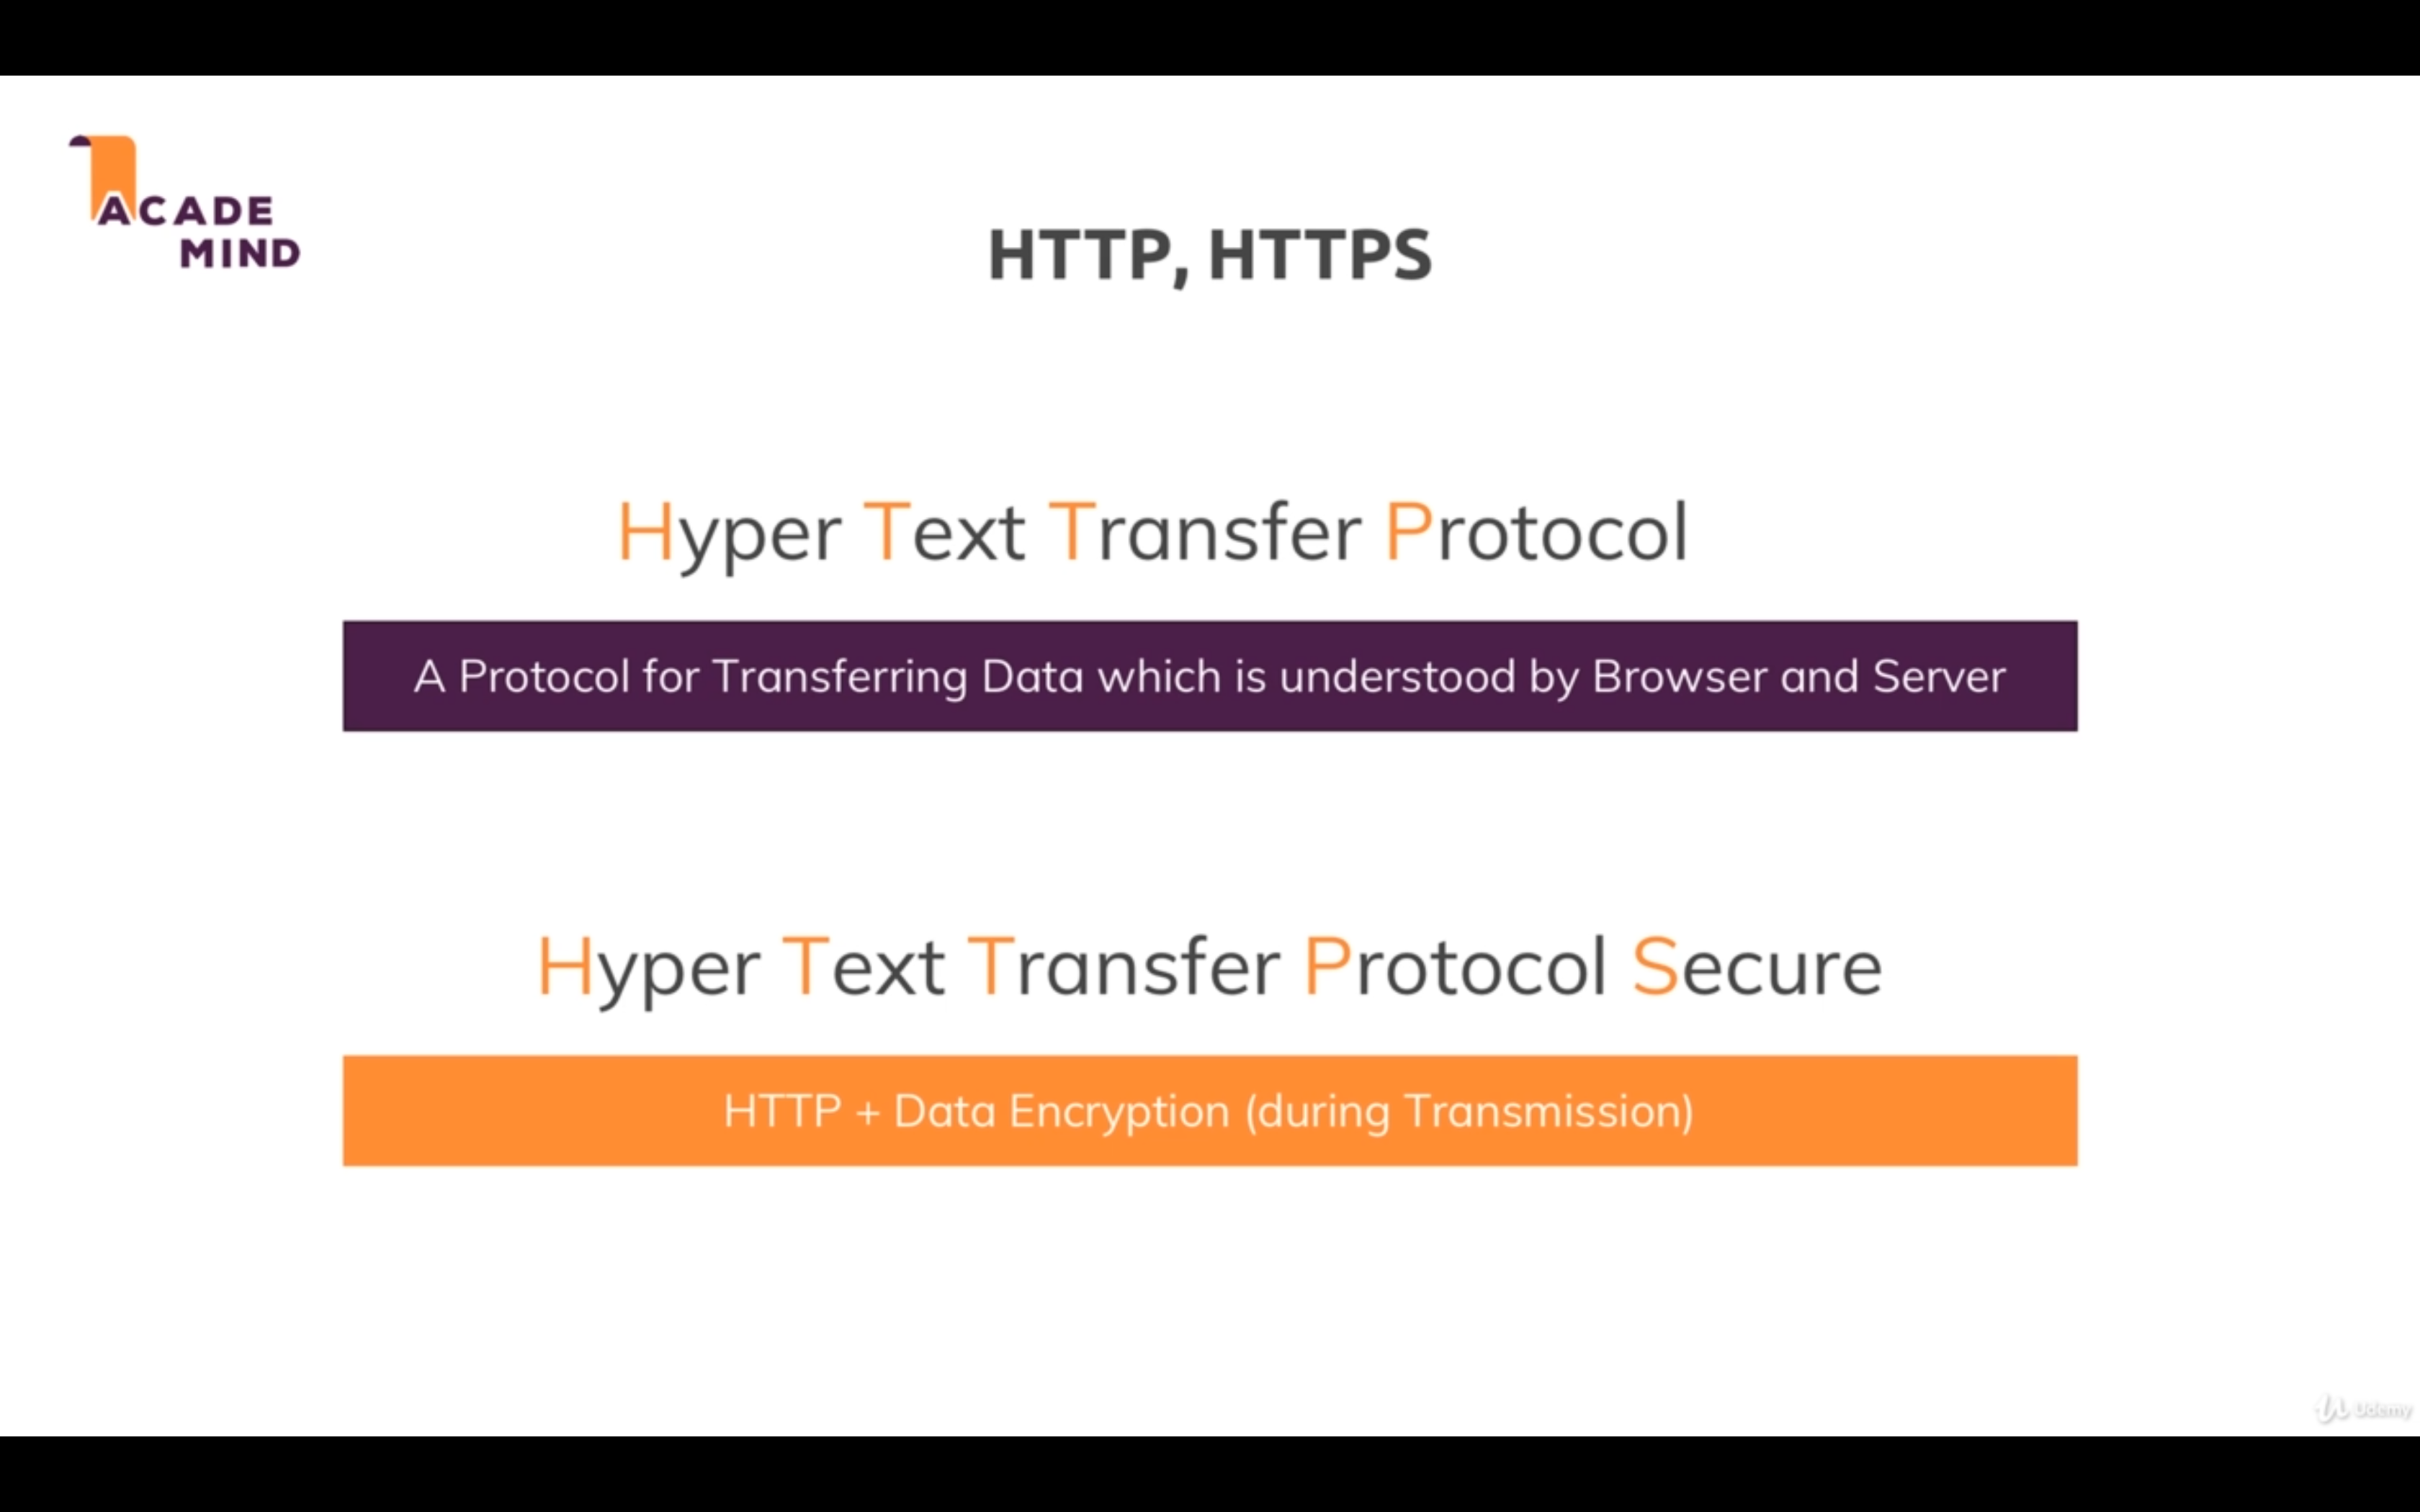 ACADE
MIND
HTTP, HTTPS
Hyper Text Transfer Protocol
A Protocol for Transferring Data which is understood by Browser and Server
Hyper Text Transfer Protocol Secure
HTTP + Data Encryption (during Transmission)
Udemy